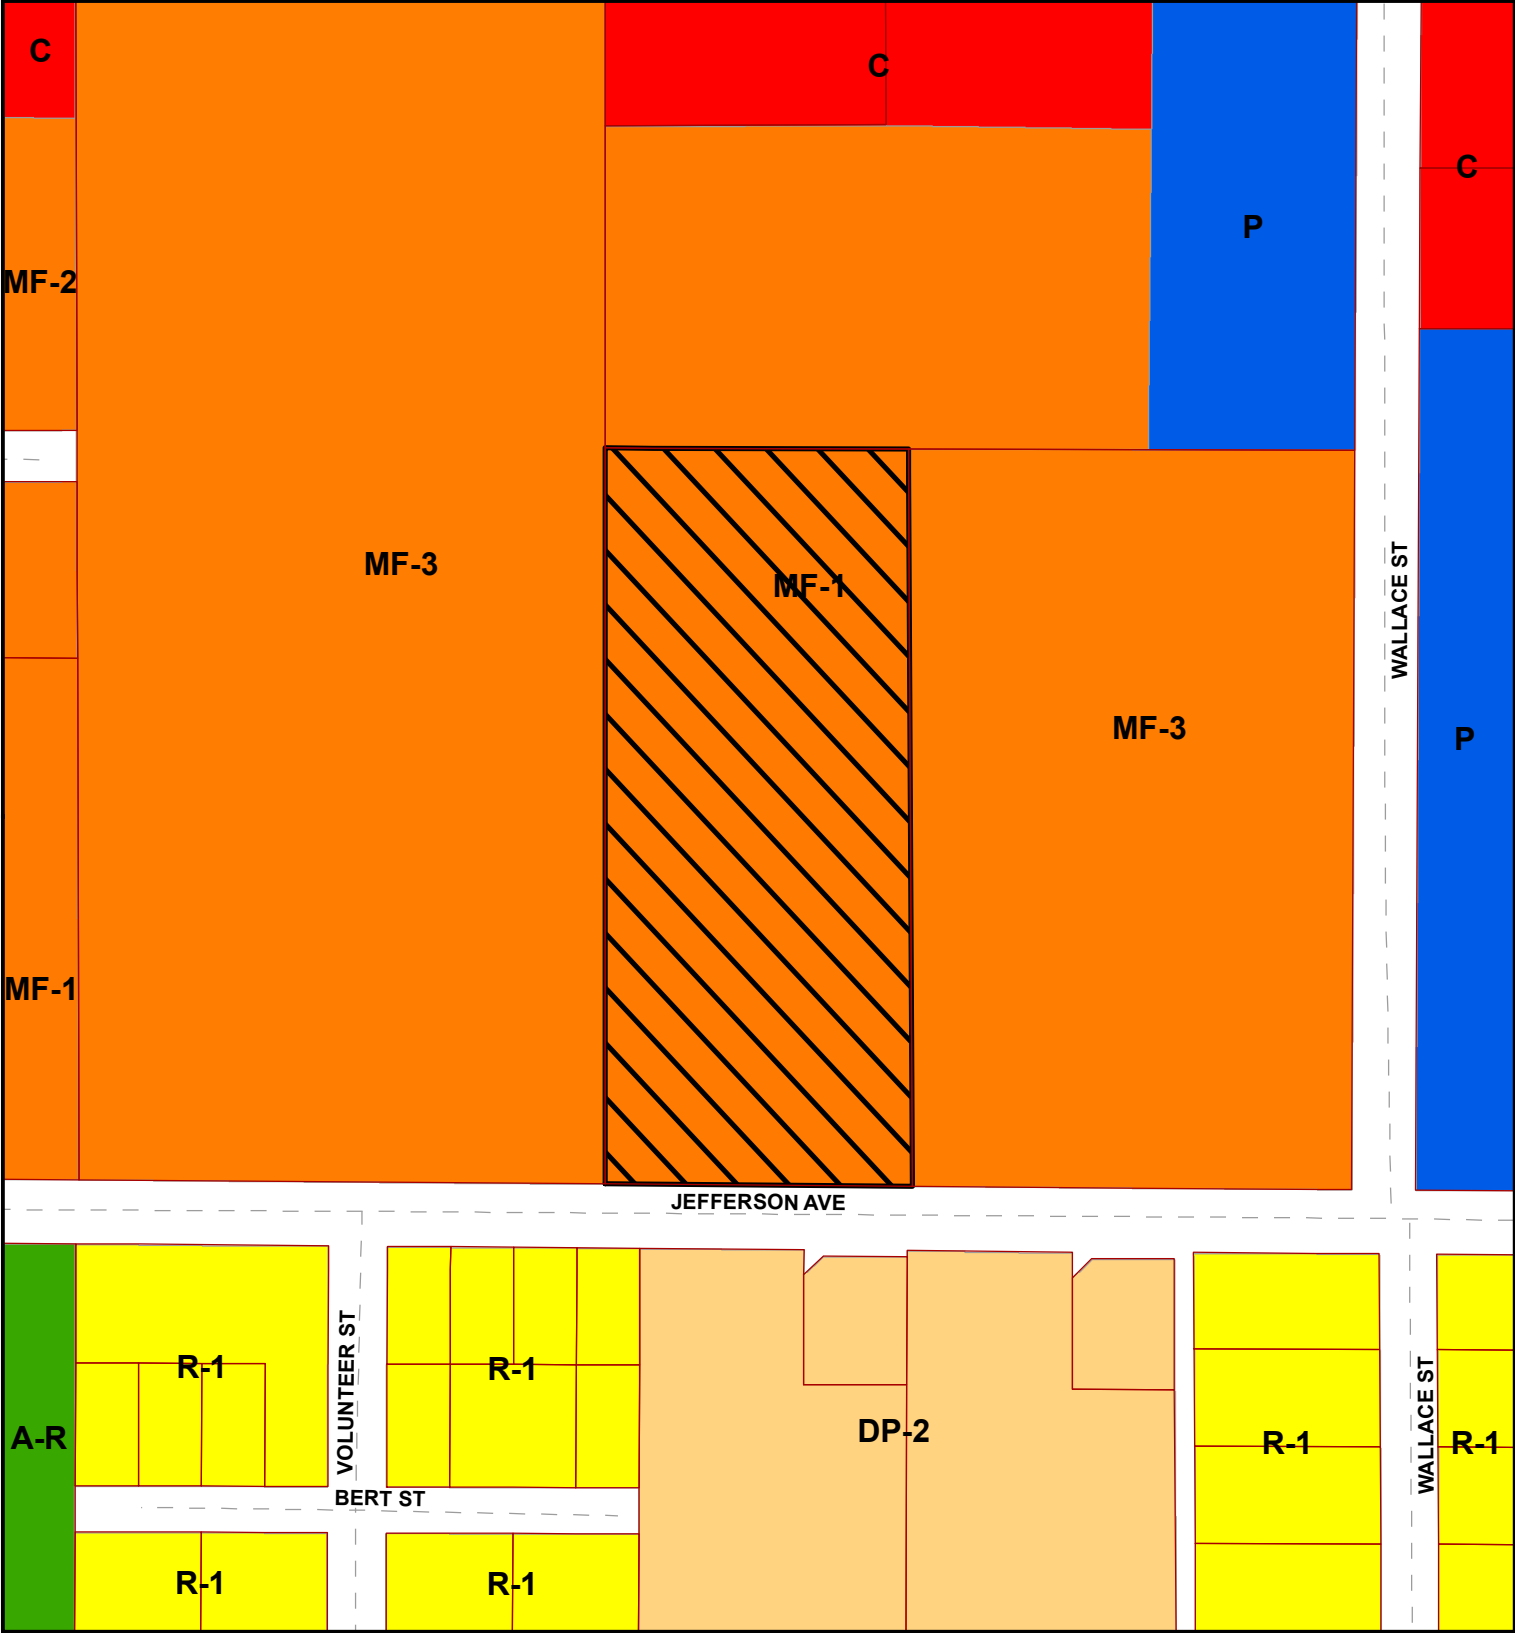 C
C
C
P
MF-2
MF-3
MF-1
WALLACE ST
MF-3
P
MF-1
JEFFERSON AVE
R-1
VOLUNTEER ST
R-1
DP-2
A-R
R-1
WALLACE ST
R-1
BERT ST
R-1
R-1